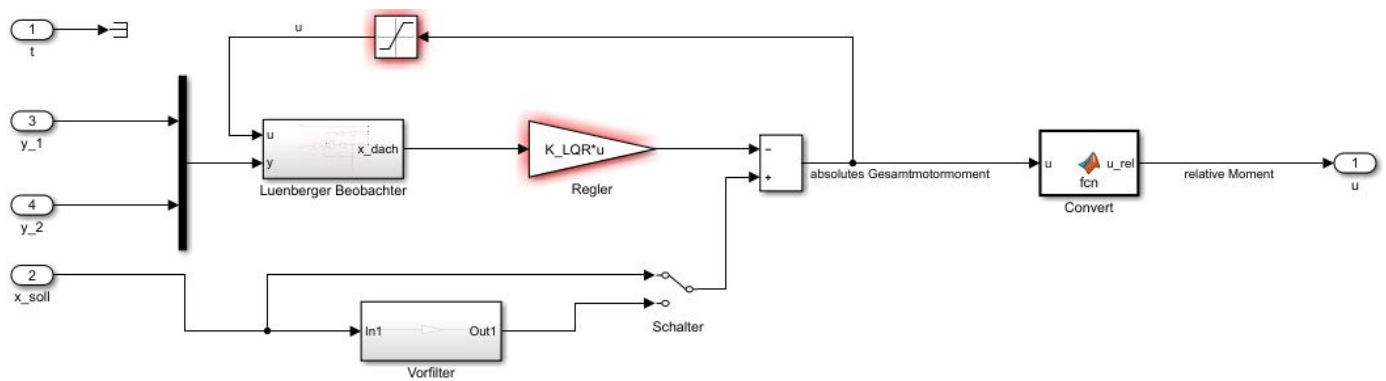 1
t
u
3
y_1
u
y
x_dach
Luenberger Beobachter
K_LQR*u
Regler
−
+
absolutes Gesamtmotormoment
u
fcn
u_rel
Convert
relative Moment
1
u
4
y_2
2
x_soll
In1
Out1
Vorfilter
Schalter